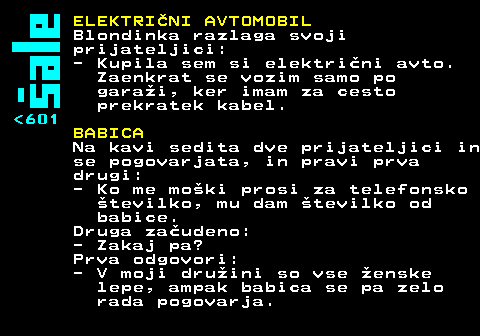 Šale
<601
ELEKTRIČNI AVTOMOBIL
Blondinka razlaga svoji
prijateljici:
- Kupila sem si električni avto.
Zaenkrat se vozim samo po
garaži, ker imam za cesto
prekratek kabel.
BABICA
Na kavi sedita dve prijateljici in
se pogovarjata, in pravi prva
drugi:
- Ko me moški prosi za telefonsko
številko, mu dam številko od
babice.
Druga začudeno:
- Zakaj pa?
Prva odgovori:
- V moji družini so vse ženske
lepe, ampak babica se pa zelo
rada pogovarja.